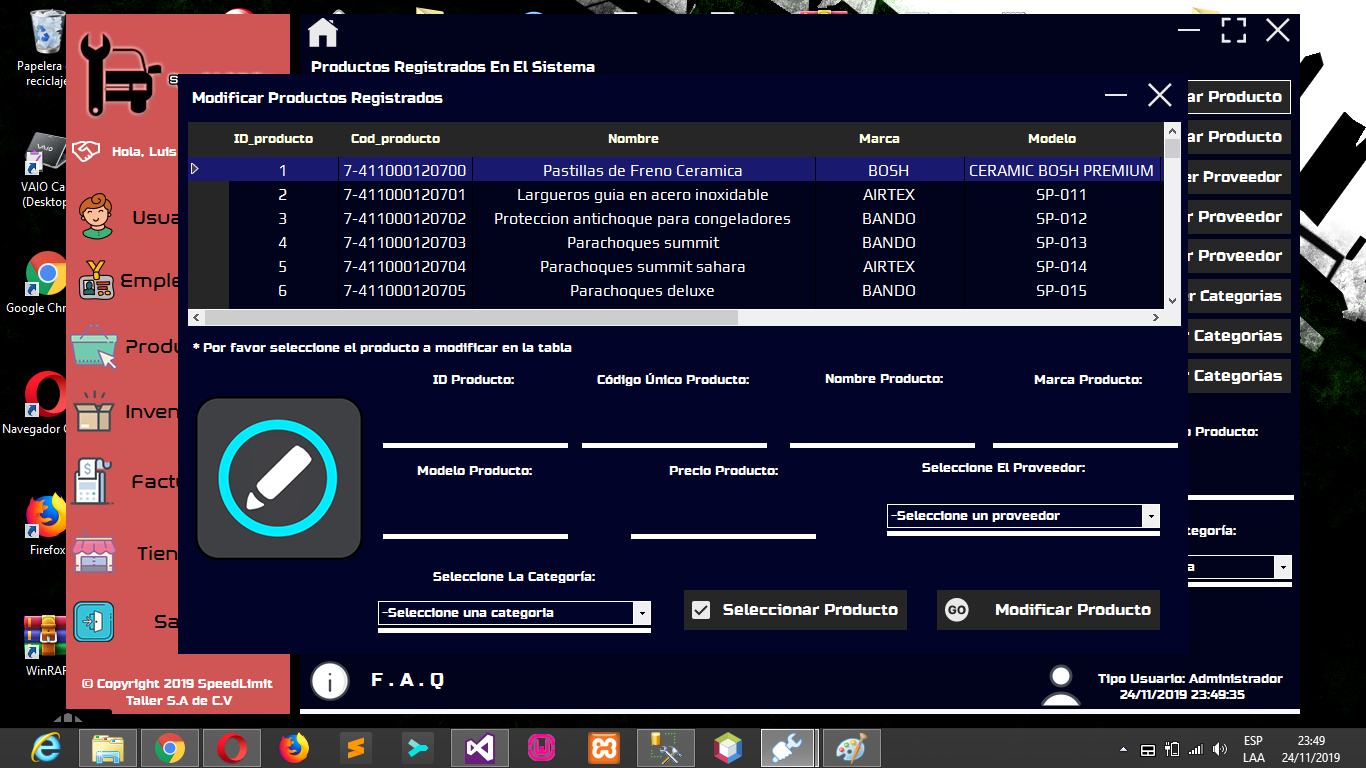 Papelera
reciclaje
VAIO Ca
(Desktop
Google Chr
Navegador
Firefox
WinRAR
Hola, Luis
Usua
Emple
Produ
Inven
Factu
Tien
Sa
© Copyright 2019 SpeedLimit
Taller S.A de C.V
Productos Registrados En El Sistema
Modificar Productos Registrados
ID_producto Cod_producto Nombre Marca Modelo
1 7-411000120700 Pastillas de Freno Ceramica BOSH CERAMIC BOSH PREMIUM
2 7-411000120701 Largueros guia en acero inoxidable AIRTEX SP-011
3 7-411000120702 Proteccion antichoque para congeladores BANDO SP-012
4 7-411000120703 Parachoques summit BANDO SP-013
5 7-411000120704 Parachoques summit sahara AIRTEX SP-014
6 7-411000120705 Parachoques deluxe BANDO SP-015
* Por favor seleccione el producto a modificar en la tabla
ID Producto: Código Único Producto: Nombre Producto: Marca Producto:
Modelo Producto: Precio Producto: Seleccione El Proveedor:
-Seleccione un proveedor
Seleccione La Categoría:
-Seleccione una categoria
Seleccionar Producto
GO Modificar Producto
ar Producto
ar Producto
er Proveedor
r Proveedor
r Proveedor
er Categorias
r Categorias
r Categorias
o Producto:
tegoría:
a
i F . A . Q
Tipo Usuario: Administrador
24/11/2019 23:49:35
ESP
LAA
23:49
24/11/2019